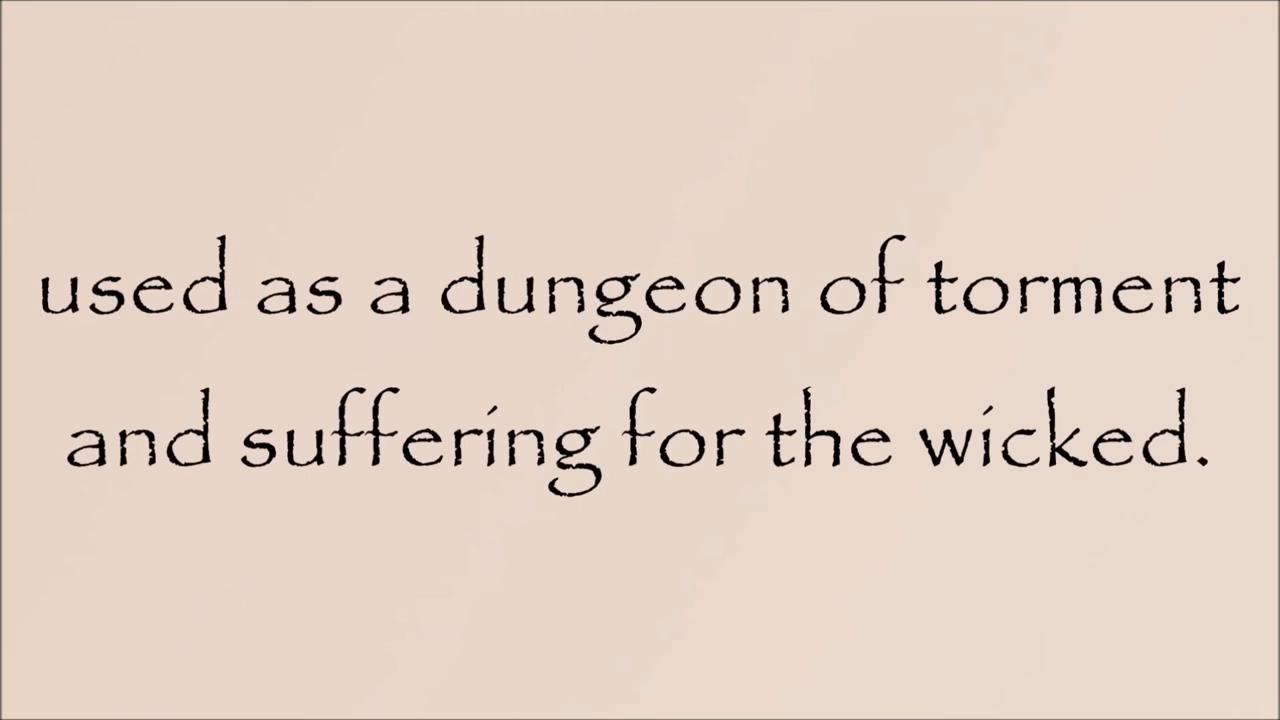 used as a dungeon of torment
and suffering for the wicked.